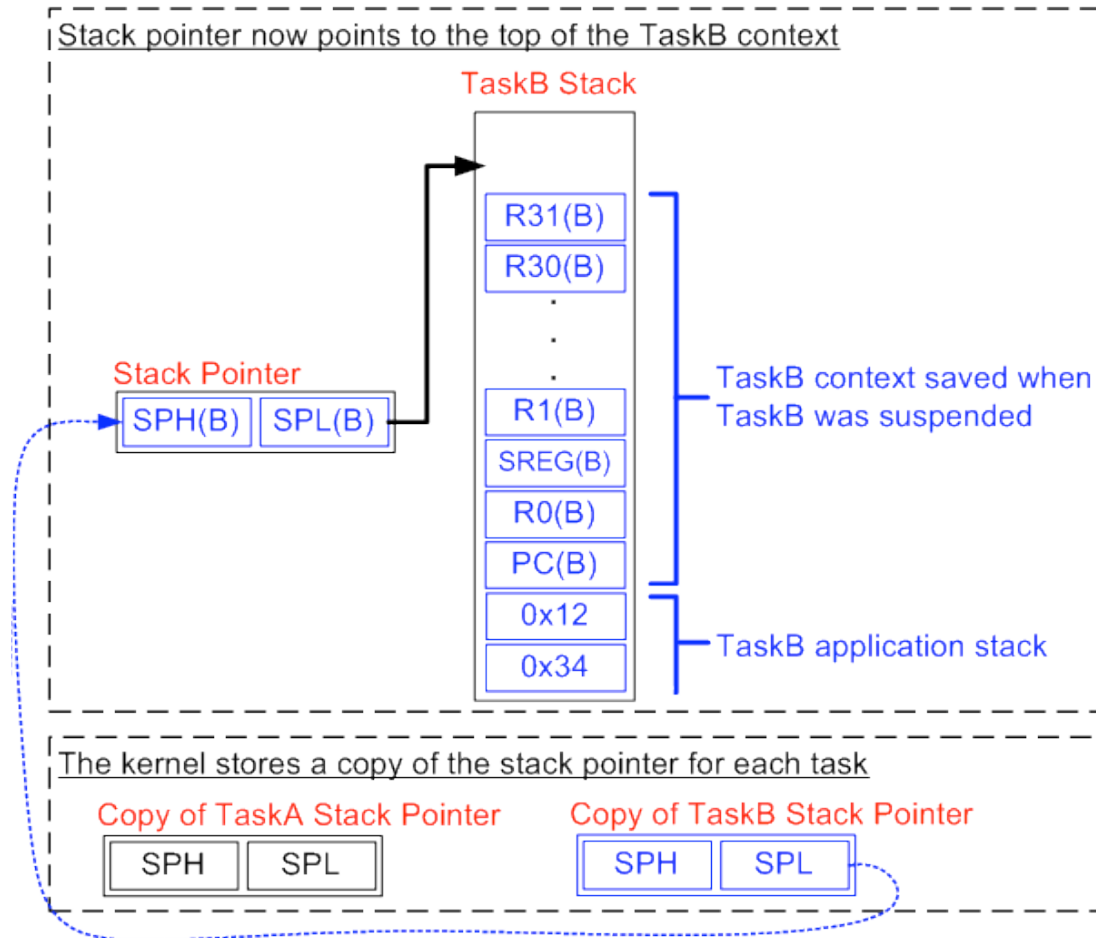 Stack pointer now points to the top of the TaskB context
TaskB Stack
R31(B)
R30(B)
.
.
.
Stack Pointer
SPH(B) SPL(B)
R1(B)
SREG(B)
R0(B)
PC(B)
0x12
0x34
TaskB context saved when
TaskB was suspended
TaskB application stack
The kernel stores a copy of the stack pointer for each task
Copy of TaskA Stack Pointer
SPH SPL
Copy of TaskB Stack Pointer
SPH SPL